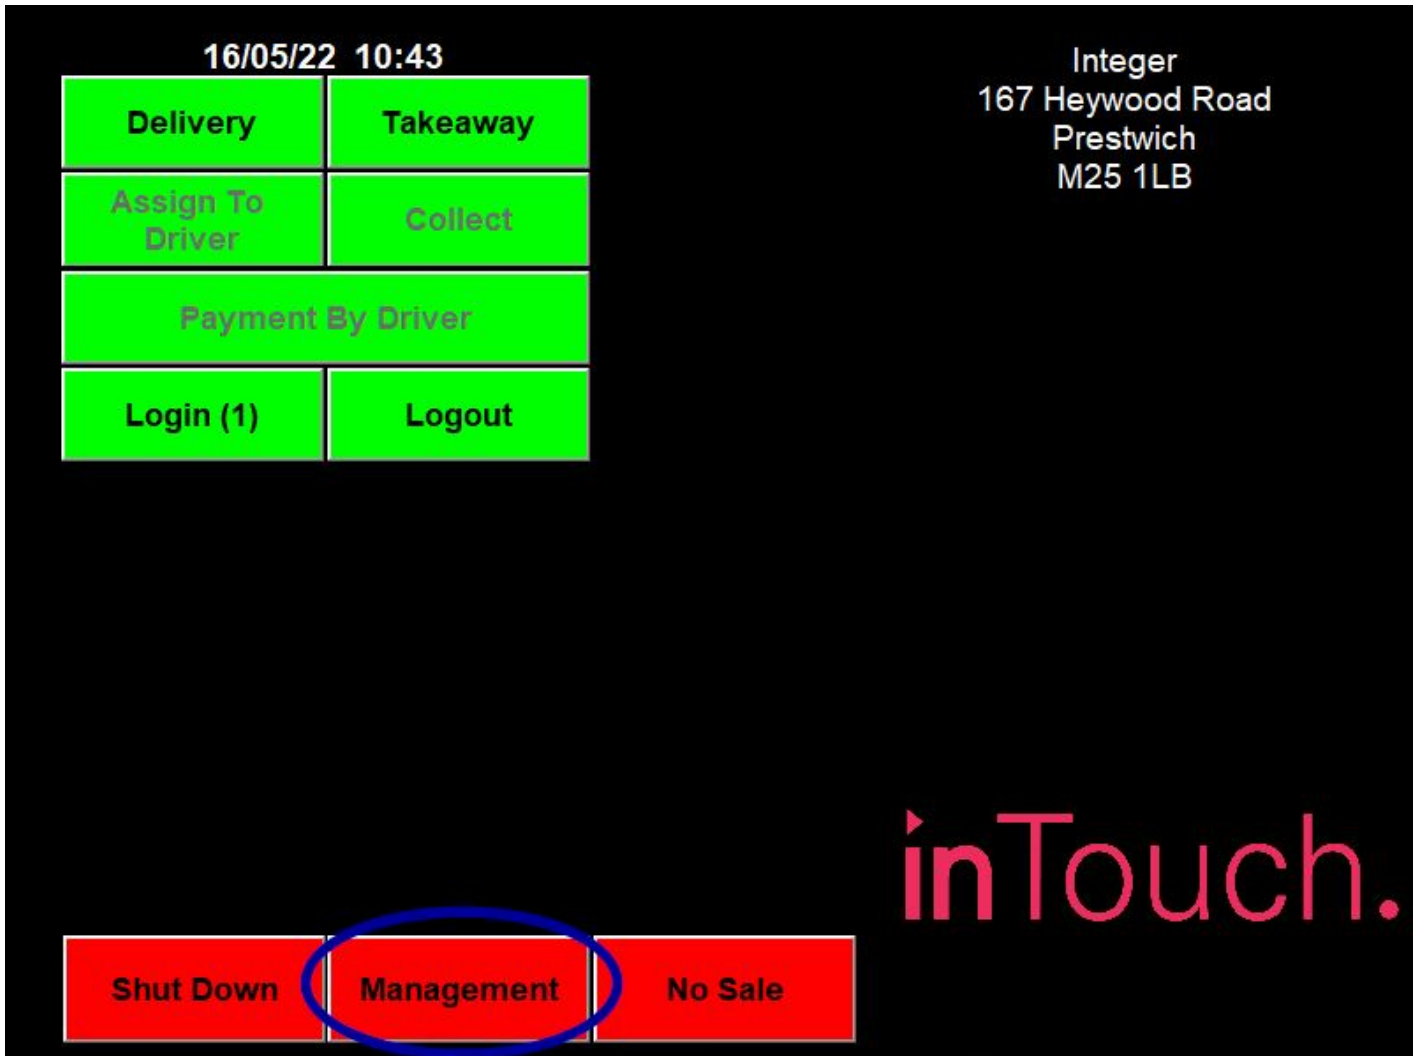 16/05/22 10:43
Delivery
Takeaway
Assign To
Driver
Collect
Payment By Driver
Login (1)
Logout
Integer
167 Heywood Road
Prestwich
M25 1LB
inTouch.
Shut Down
Management
No Sale